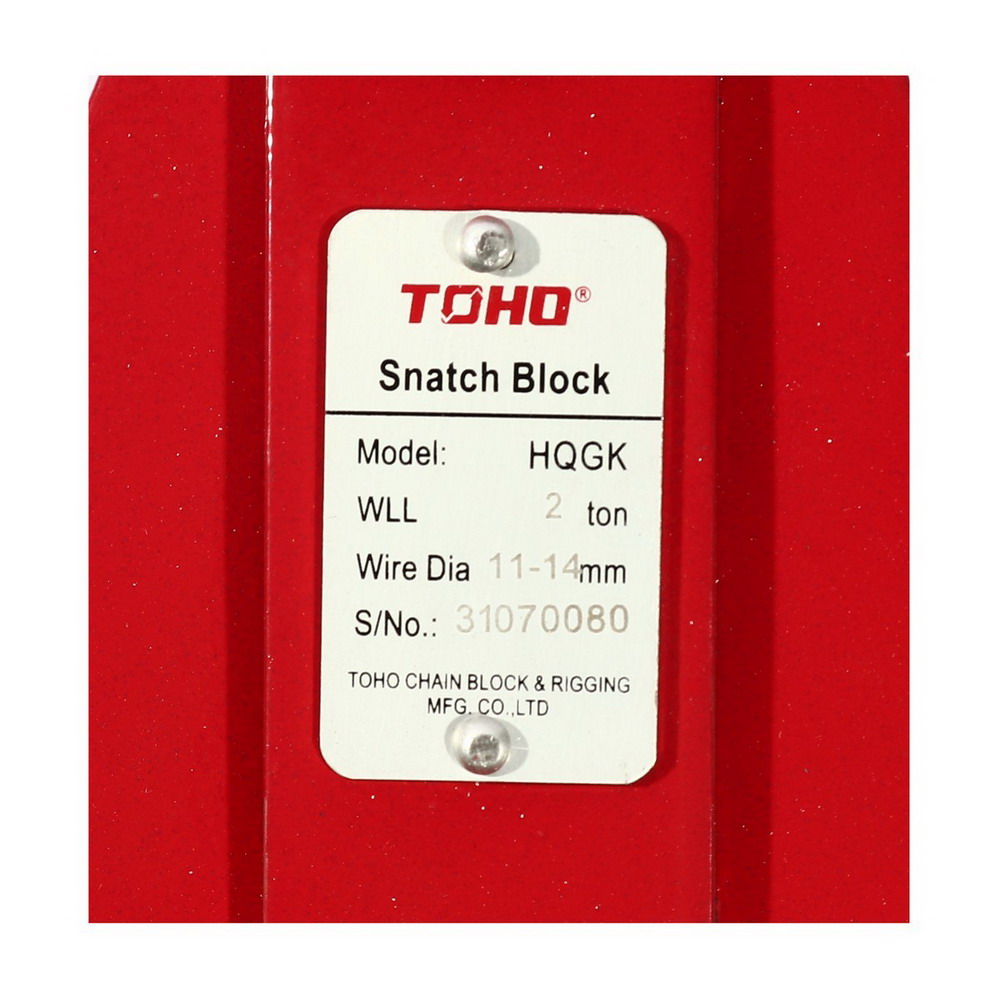 TOHO®
Snatch Block
Model: HQGK
WLL 2 ton
Wire Dia 11-14mm
S/No.: 31070080
TOHO CHAIN BLOCK & RIGGING
MFG. CO.,LTD